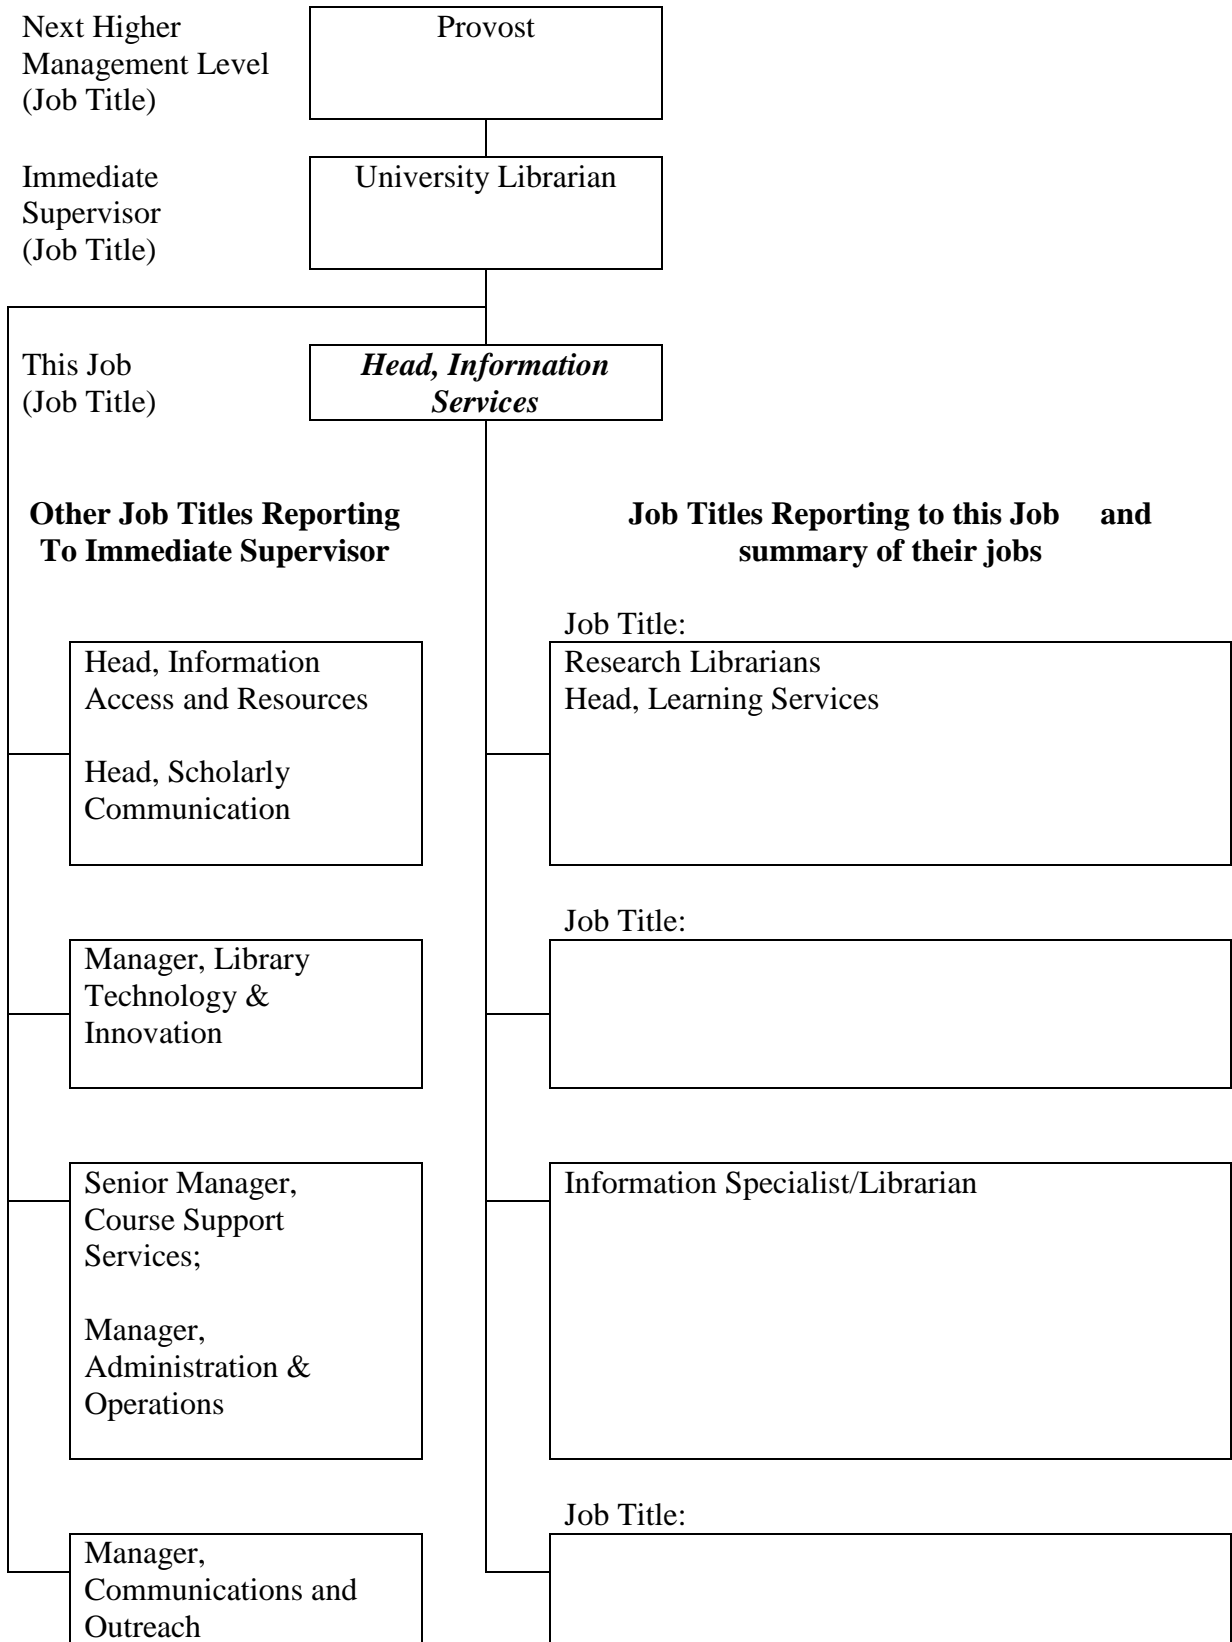 Next Higher
Management Level
(Job Title)
Provost
Immediate
Supervisor
(Job Title)
University Librarian
This Job
(Job Title)
Head, Information
Services
Other Job Titles Reporting
To Immediate Supervisor
Job Titles Reporting to this Job and
summary of their jobs
Head, Information
Access and Resources
Head, Scholarly
Communication
Job Title:
Research Librarians
Head, Learning Services
Manager, Library
Technology &
Innovation
Job Title:
Senior Manager,
Course Support
Services;
Manager,
Administration &
Operations
Information Specialist/Librarian
Manager,
Communications and
Outreach
Job Title: